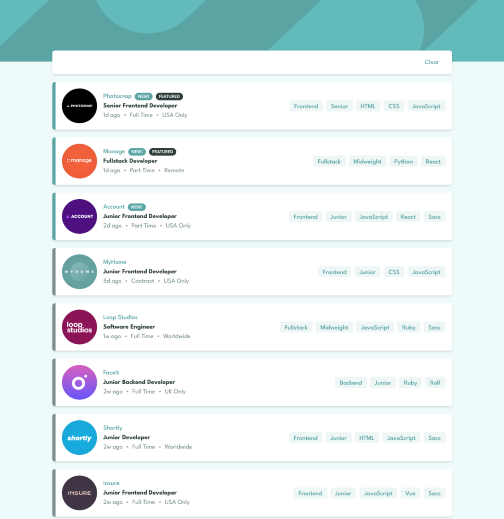 Clear
PHOTOSNAP
Photosnap NEW! FEATURED
Senior Frontend Developer
1d ago • Full Time • USA Only
Frontend Senior HTML CSS JavaScript
manage
Manage NEW! FEATURED
Fullstack Developer
1d ago • Part Time • Remote
Fullstack Midweight Python React
ACCOUNT
Account NEW!
Junior Frontend Developer
2d ago • Part Time • USA Only
Frontend Junior JavaScript React Sass
MYHOME
MyHome
Junior Frontend Developer
5d ago • Contract • USA Only
Frontend Junior CSS JavaScript
loop
studios
Loop Studios
Software Engineer
1w ago • Full Time • Worldwide
Fullstack Midweight JavaScript Ruby Sass
Faceit
Junior Backend Developer
2w ago • Full Time • UK Only
Backend Junior Ruby RoR
shortly
Shortly
Junior Developer
2w ago • Full Time • Worldwide
Frontend Junior HTML JavaScript Sass
INSURE
Insure
Junior Frontend Developer
2w ago • Full Time • USA Only
Frontend Junior JavaScript Vue Sass